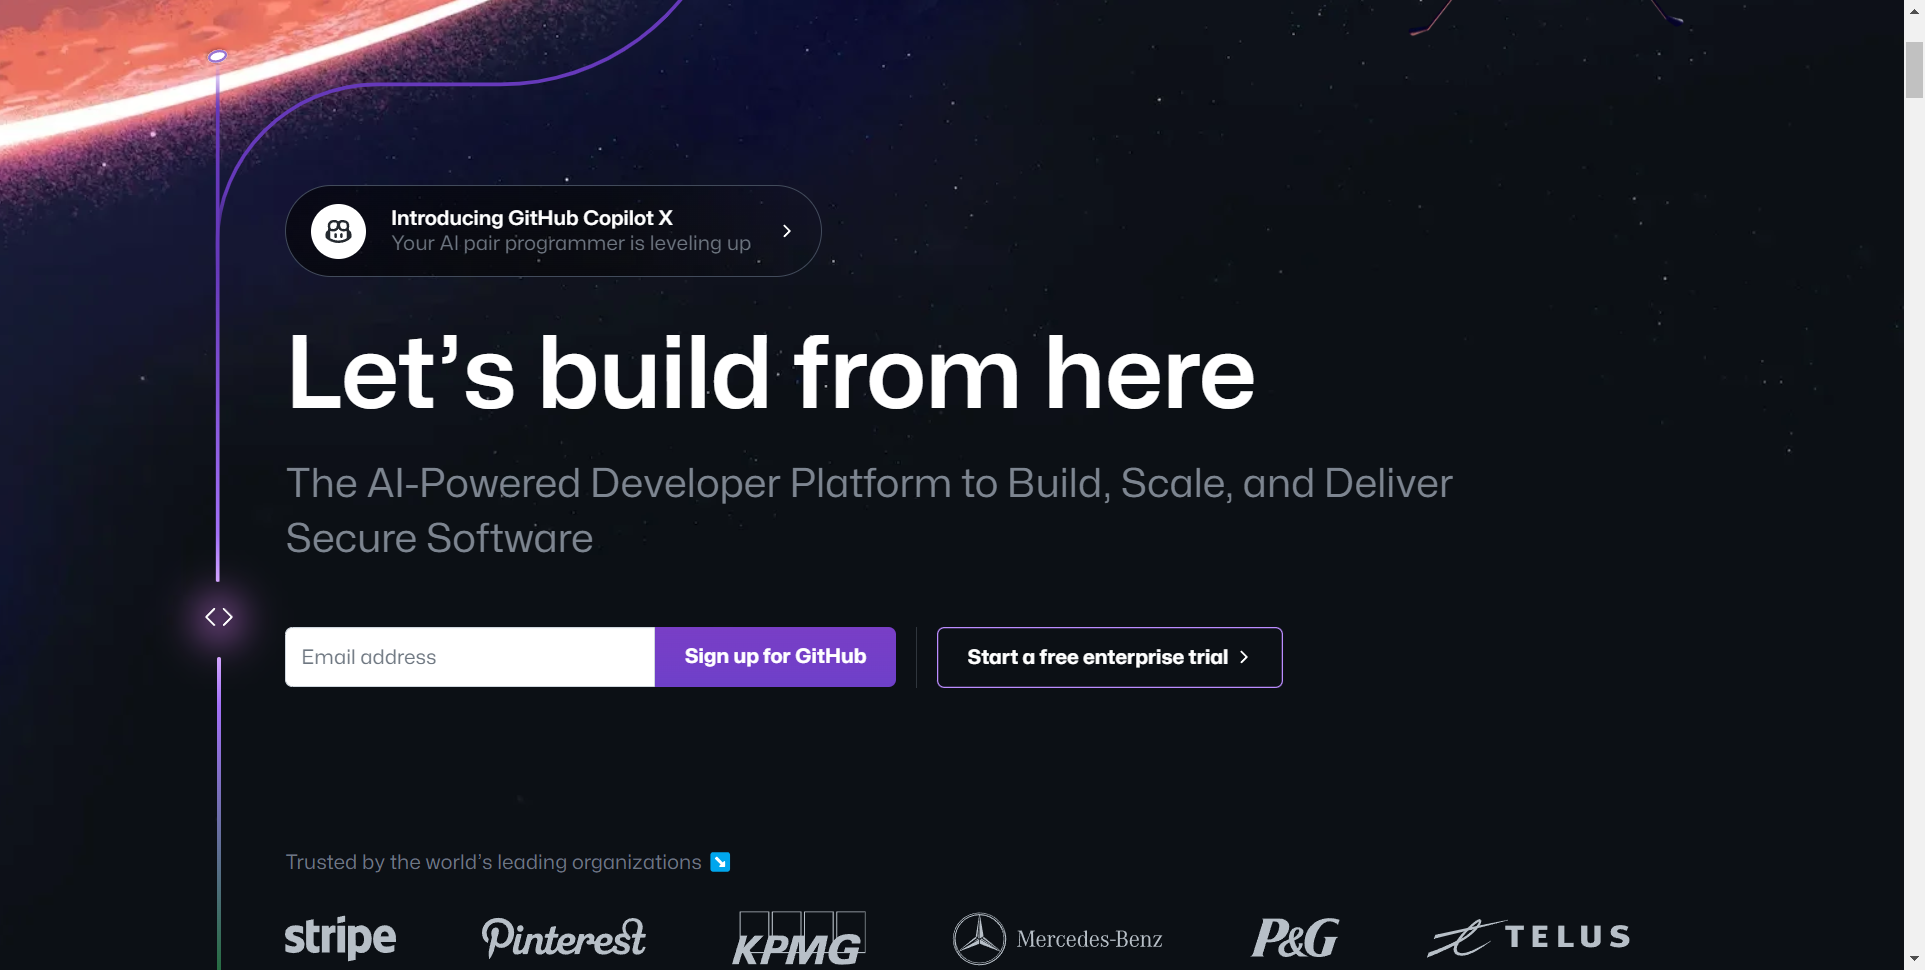 Introducing GitHub Copilot X
Your AI pair programmer is leveling up
Let’s build from here
The AI-Powered Developer Platform to Build, Scale, and Deliver
Secure Software
Email address
Sign up for GitHub
Start a free enterprise trial
Trusted by the world’s leading organizations
stripe Pinterest KPMG Mercedes-Benz P&G TELUS